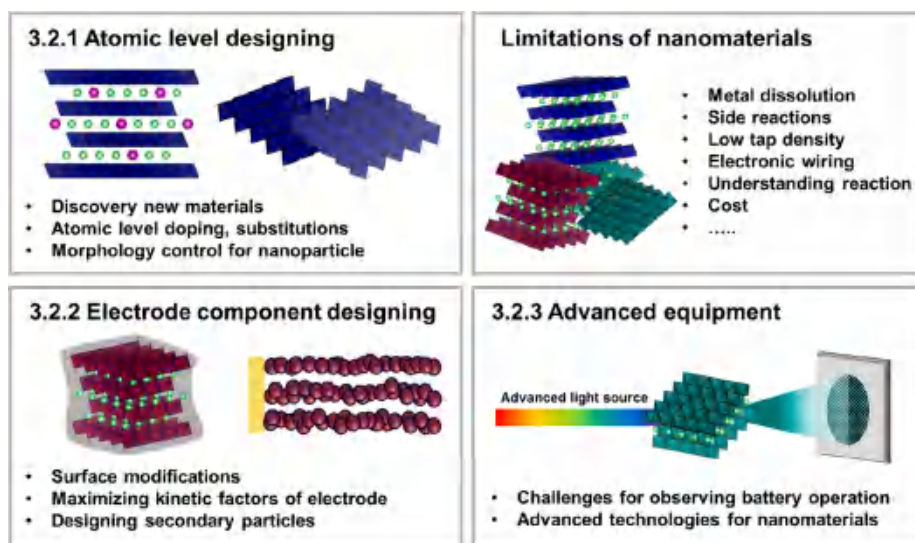 3.2.1 Atomic level designing
• Discovery new materials
• Atomic level doping, substitutions
• Morphology control for nanoparticle
Limitations of nanomaterials
• Metal dissolution
• Side reactions
• Low tap density
• Electronic wiring
• Understanding reaction
• Cost
• .....
3.2.2 Electrode component designing
• Surface modifications
• Maximizing kinetic factors of electrode
• Designing secondary particles
3.2.3 Advanced equipment
Advanced light source
• Challenges for observing battery operation
• Advanced technologies for nanomaterials